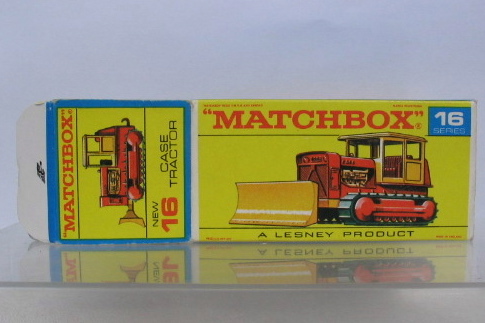 "MATCHBOX"®
NEW
16
CASE
TRACTOR
"MATCHBOX"®
16
SERIES
A LESNEY PRODUCT